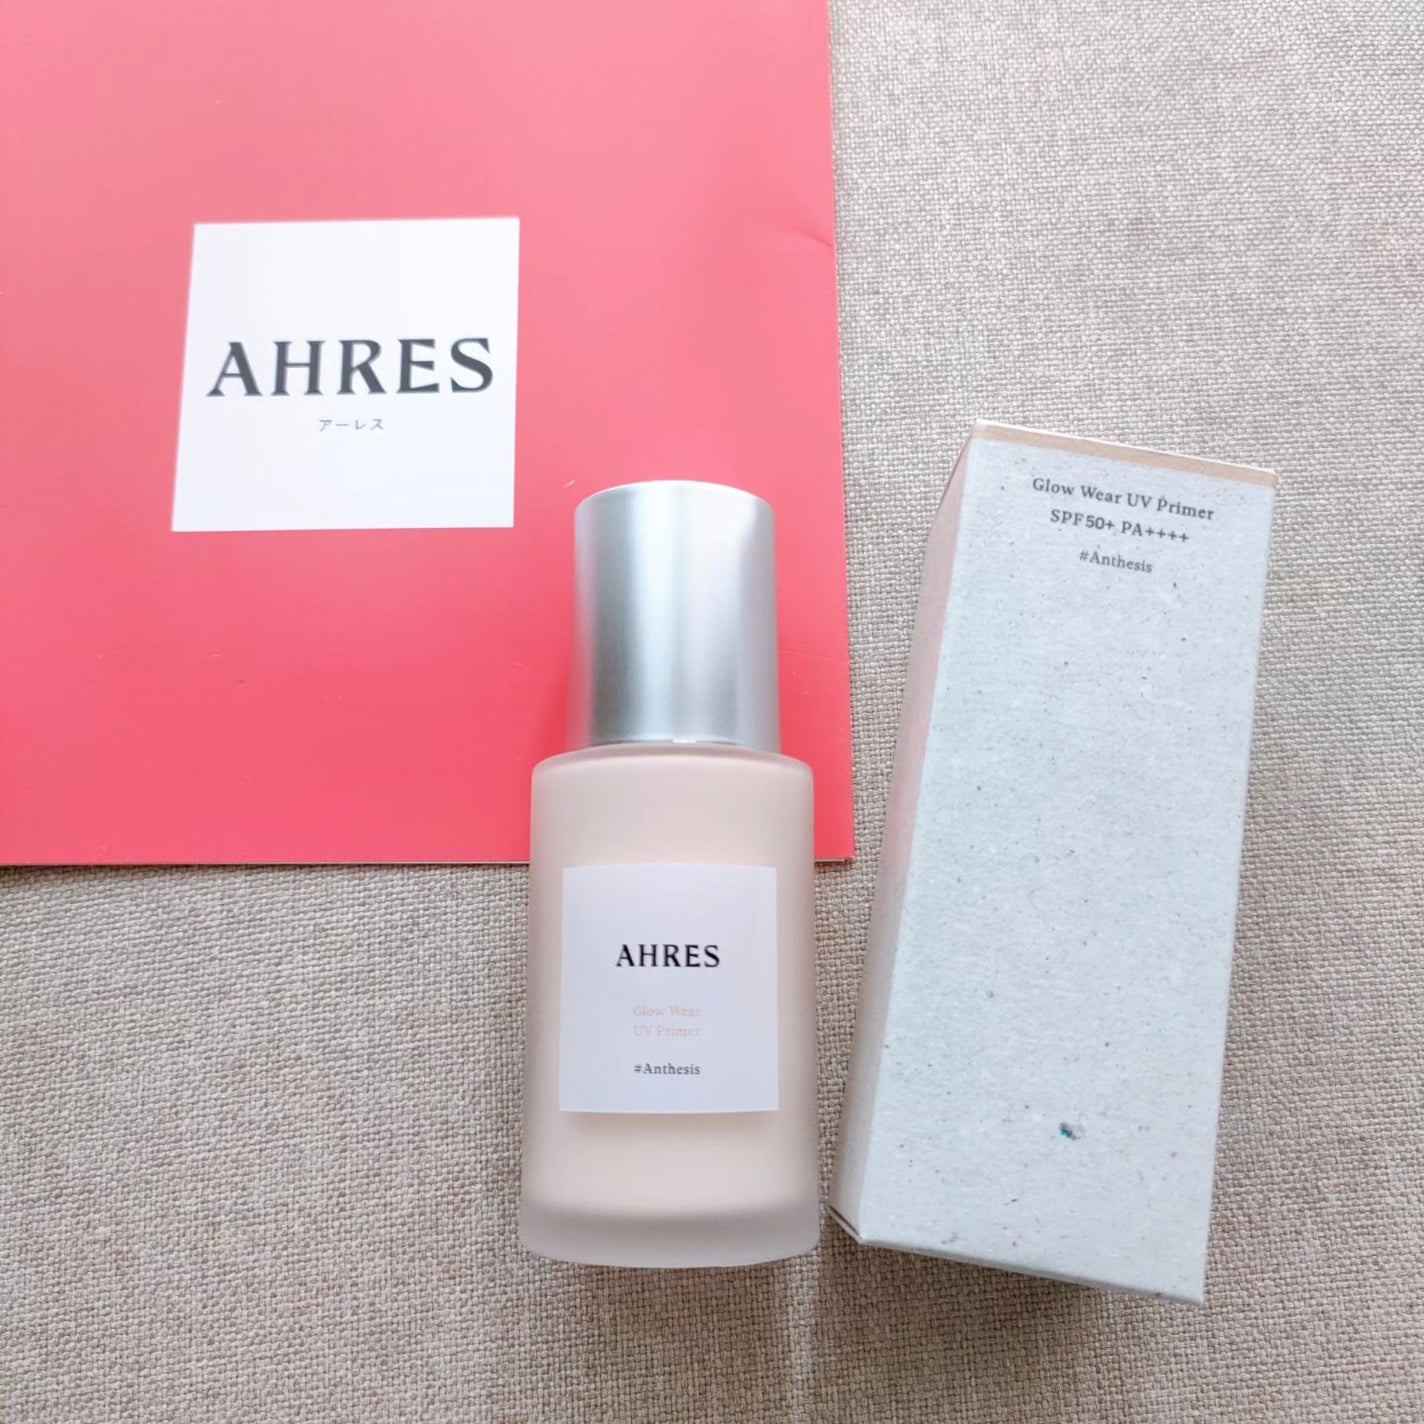 AHRES
アーレス
Glow Wear UV Primer
SPF50+ PA++++
#Anthesis
AHRES
Glow Wear
UV Primer
#Anthesis